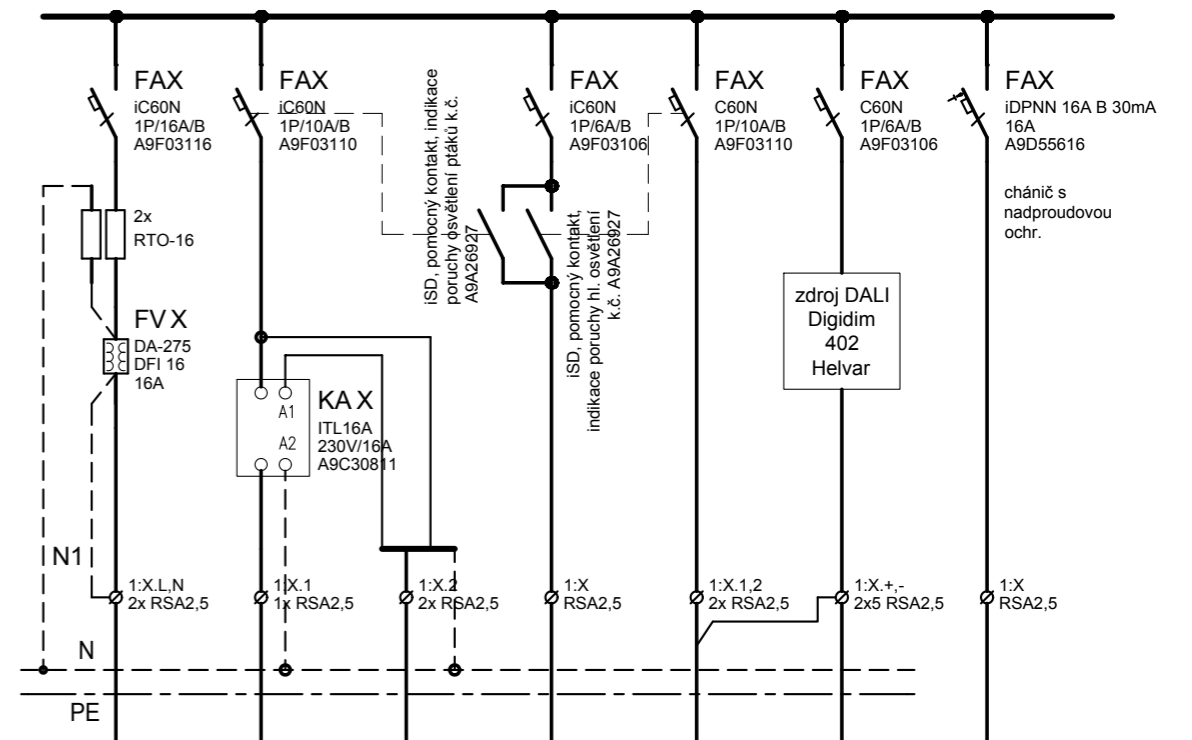 FAX
iC60N
1P/16A/B
A9F03116
FAX
iC60N
1P/10A/B
A9F03110
iSD, pomocný kontakt, indikace
poruchy osvětlení ptáků k.č.
A9A26927
FAX
iC60N
1P/6A/B
A9F03106
iSD, pomocný kontakt,
indikace poruchy hl. osvětlení
k.č. A9A26927
FAX
C60N
1P/10A/B
A9F03110
FAX
C60N
1P/6A/B
A9F03106
FAX
iDPNN 16A B 30mA
16A
A9D55616
chánič s
nadproudovou
ochr.
2x
RTO-16
FV X
DA-275
DFI 16
16A
zdroj DALI
Digidim
402
Helvar
A1
A2
KA X
ITL16A
230V/16A
A9C30811
N1
1:X.L,N
2x RSA2,5
1:X.1
1x RSA2,5
1:X.2
2x RSA2,5
1:X
RSA2,5
1:X.1,2
2x RSA2,5
1:X.+,-
2x5 RSA2,5
1:X
RSA2,5
N
PE